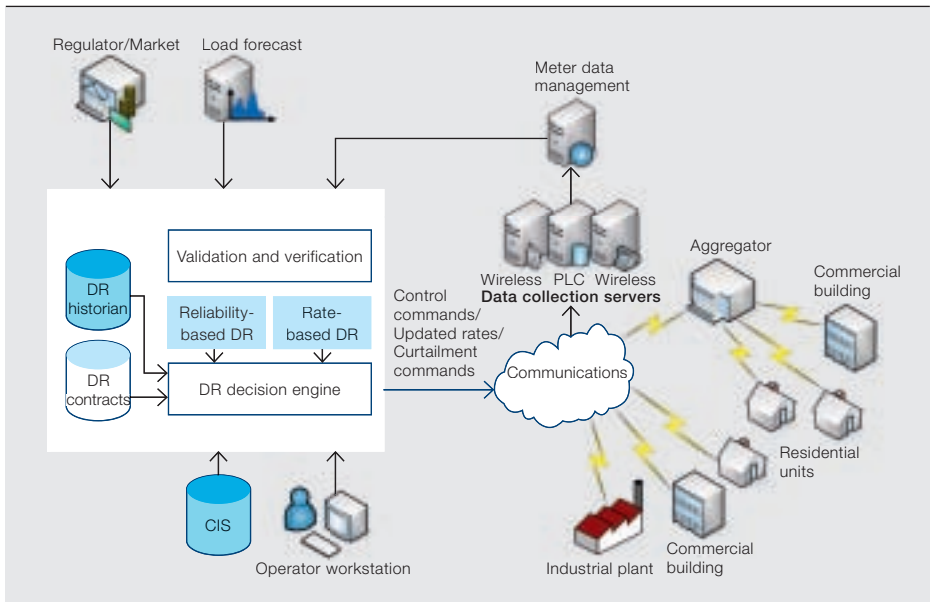 Regulator/Market
Load forecast
Meter data
management
Validation and verification
DR
historian
Reliability-
based DR
Rate-
based DR
DR
contracts
DR decision engine
Control
commands/
Updated rates/
Curtailment
commands
Wireless PLC Wireless
Data collection servers
Communications
Aggregator
Commercial
building
Residential
units
CIS
Operator workstation
Industrial plant
Commercial
building